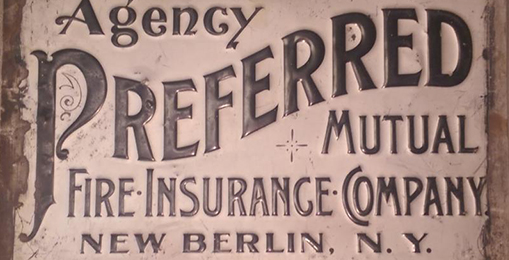 Agency
PREFERRED
MUTUAL
FIRE·INSURANCE·COMPANY.
NEW BERLIN, N. Y.